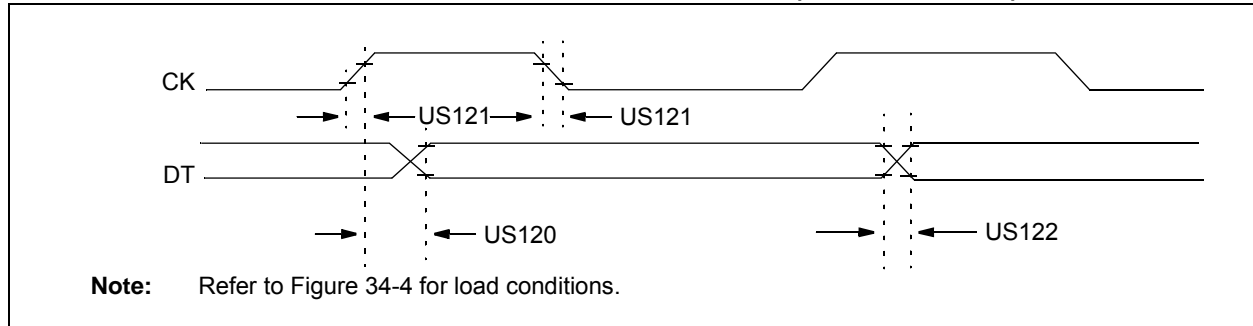 CK
US121 US121
DT
US120 US122
Note: Refer to Figure 34-4 for load conditions.